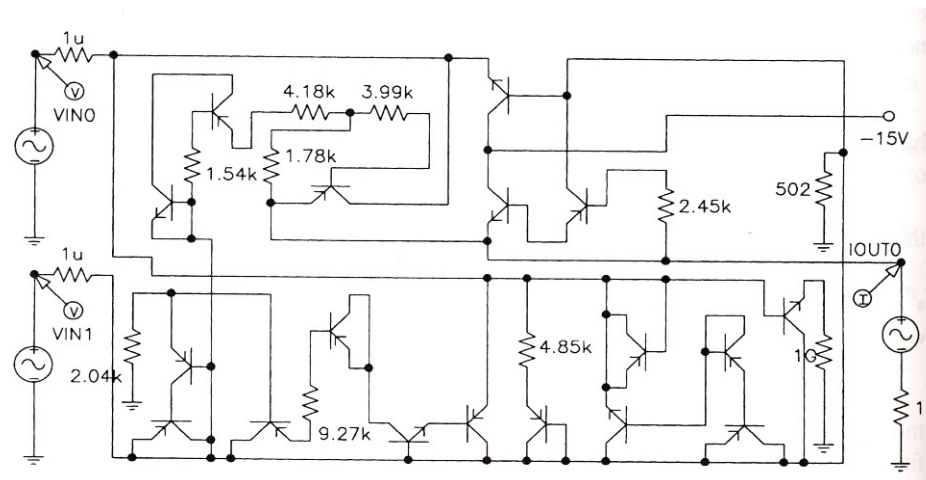 1u
V
VIN0
4.18k
3.99k
1.54k
1.78k
2.45k
-15V
502
1u
V
VIN1
IOUT0
I
2.04k
9.27k
4.85k
1G
1